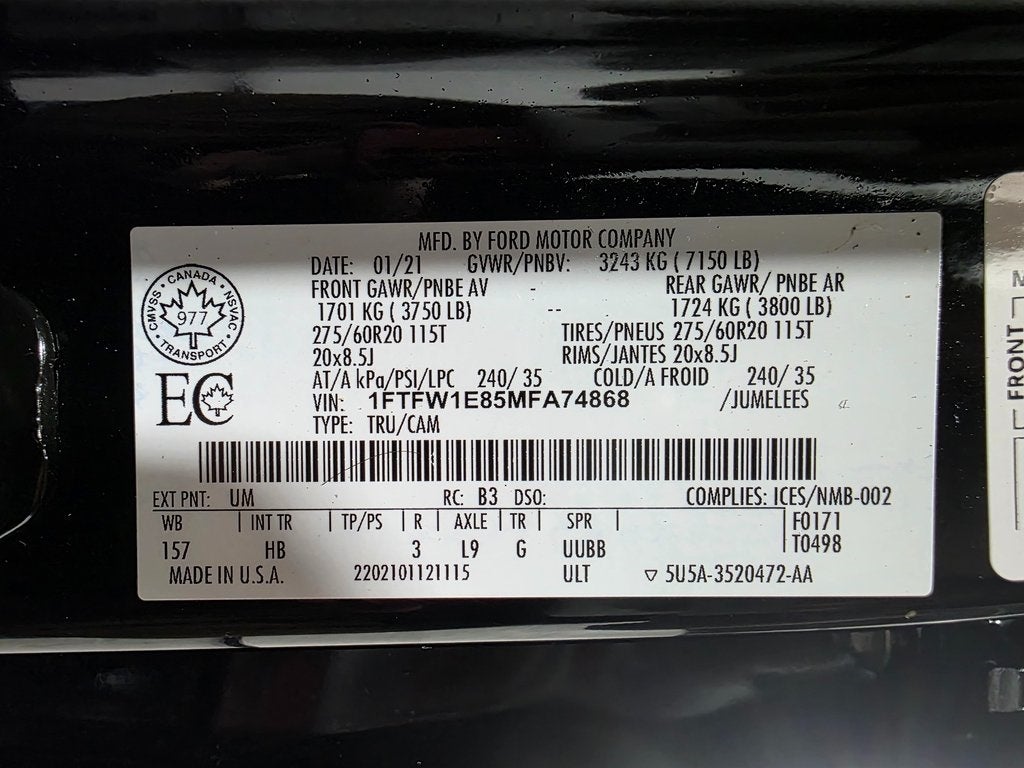 MFD. BY FORD MOTOR COMPANY
DATE: 01/21 GVWR/PNBV: 3243 KG ( 7150 LB)
FRONT GAWR/PNBE AV REAR GAWR/ PNBE AR
1701 KG ( 3750 LB) -- 1724 KG ( 3800 LB)
275/60R20 115T TIRES/PNEUS 275/60R20 115T
20x8.5J RIMS/JANTES 20x8.5J
AT/A kPa/PSI/LPC 240/ 35 COLD/A FROID 240/ 35
VIN: 1FTFW1E85MFA74868 /JUMELEES
TYPE: TRU/CAM
CANADA
CMVSS NSVAC
977
TRANSPORT
EC
EXT PNT: UM RC: B3 DSO: COMPLIES: ICES/NMB-002
WB INT TR TP/PS R AXLE TR SPR F0171
157 HB 3 L9 G UUBB T0498
MADE IN U.S.A. 2202101121115 ULT ▽ 5U5A-3520472-AA
FRONT